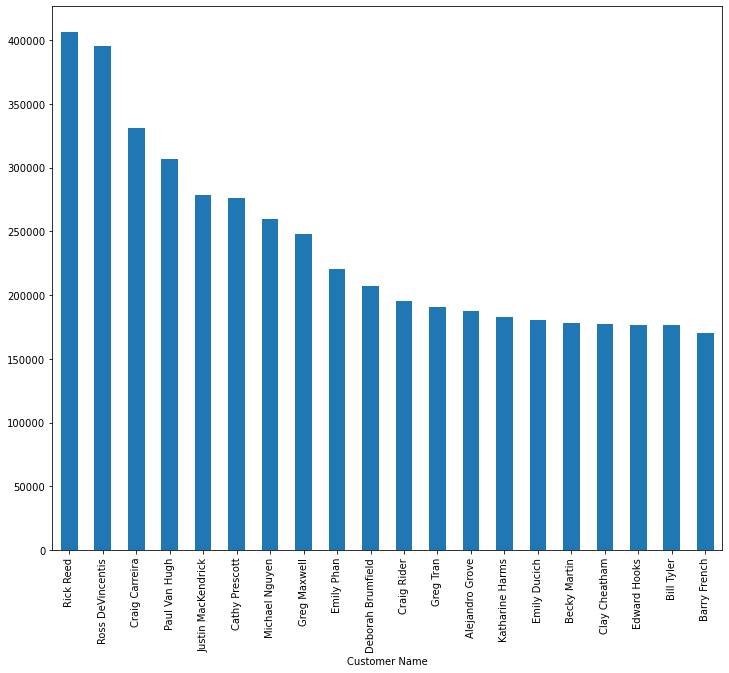 400000
350000
300000
250000
200000
150000
100000
50000
0
Rick Reed
Ross DeVincentis
Craig Carreira
Paul Van Hugh
Justin MacKendrick
Cathy Prescott
Michael Nguyen
Greg Maxwell
Emily Phan
Deborah Brumfield
Craig Rider
Greg Tran
Alejandro Grove
Katharine Harms
Emily Ducich
Becky Martin
Clay Cheatham
Edward Hooks
Bill Tyler
Barry French
Customer Name